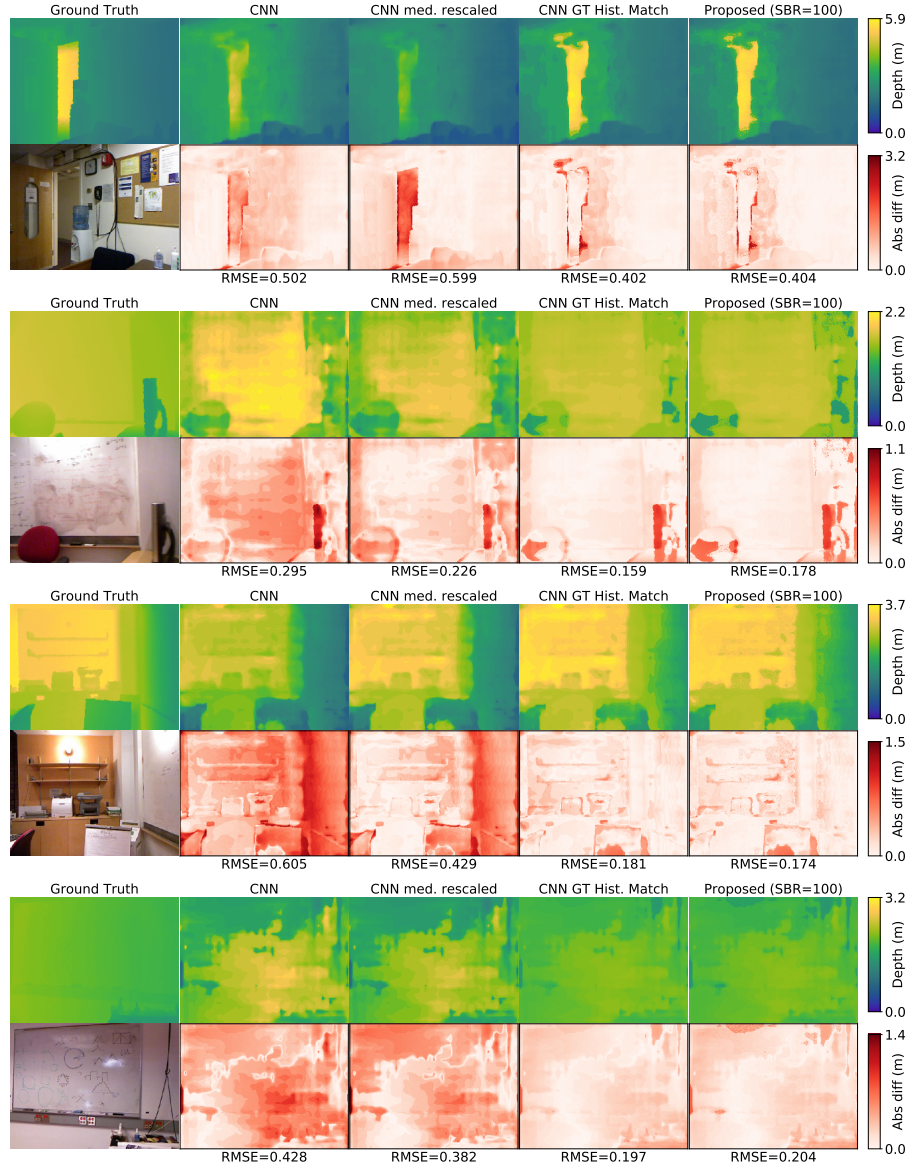 Ground Truth CNN CNN med. rescaled CNN GT Hist. Match Proposed (SBR=100)
5.9
Depth (m)
0.0
3.2
Abs diff (m)
0.0
RMSE=0.502 RMSE=0.599 RMSE=0.402 RMSE=0.404
Ground Truth CNN CNN med. rescaled CNN GT Hist. Match Proposed (SBR=100)
2.2
Depth (m)
0.0
1.1
Abs diff (m)
0.0
RMSE=0.295 RMSE=0.226 RMSE=0.159 RMSE=0.178
Ground Truth CNN CNN med. rescaled CNN GT Hist. Match Proposed (SBR=100)
3.7
Depth (m)
0.0
1.5
Abs diff (m)
0.0
RMSE=0.605 RMSE=0.429 RMSE=0.181 RMSE=0.174
Ground Truth CNN CNN med. rescaled CNN GT Hist. Match Proposed (SBR=100)
3.2
Depth (m)
0.0
1.4
Abs diff (m)
0.0
RMSE=0.428 RMSE=0.382 RMSE=0.197 RMSE=0.204